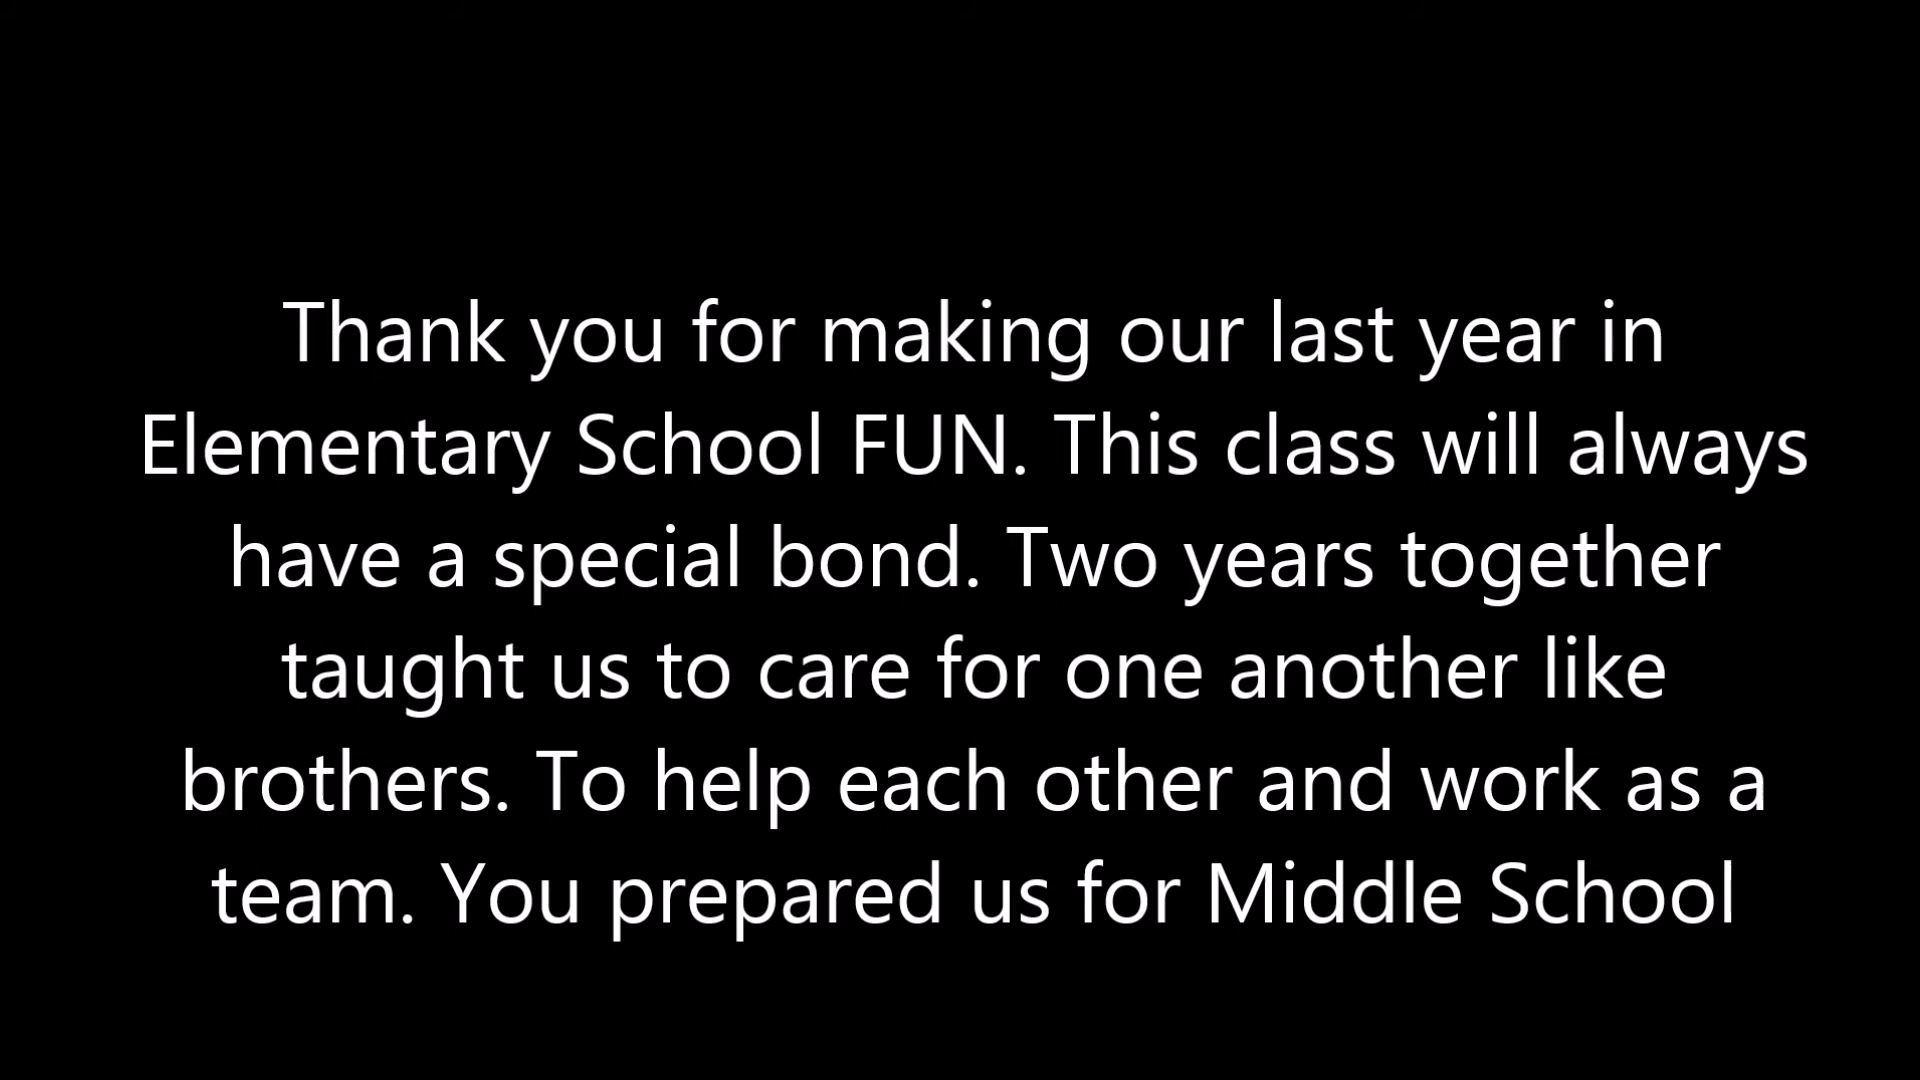 Thank you for making our last year in
Elementary School FUN. This class will always
have a special bond. Two years together
taught us to care for one another like
brothers. To help each other and work as a
team. You prepared us for Middle School